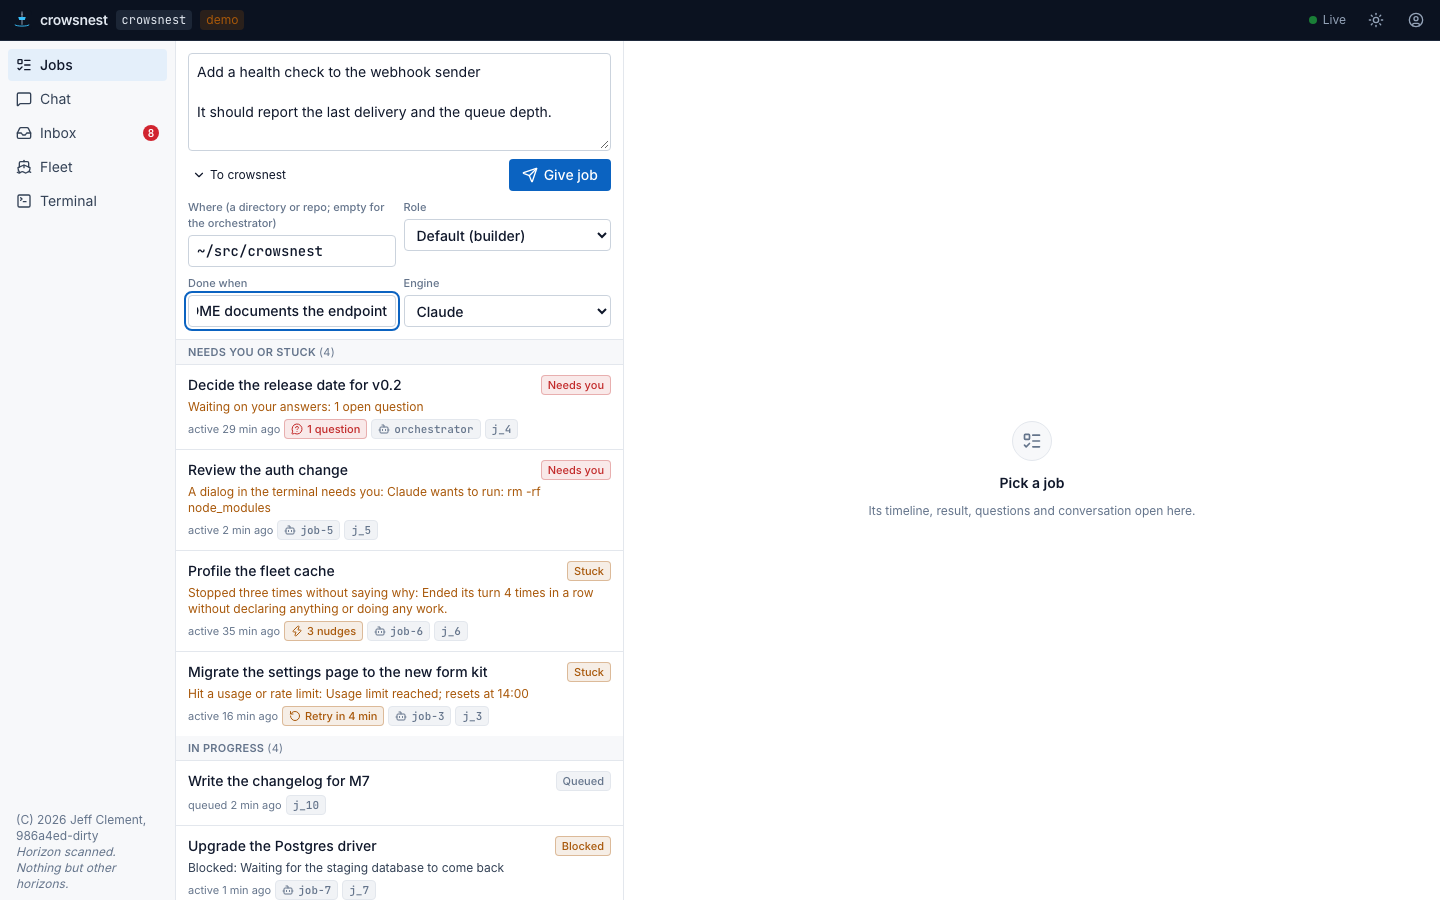 crowsnest crowsnest demo
Live
Jobs
Chat
Inbox 8
Fleet
Terminal
(C) 2026 Jeff Clement,
986a4ed-dirty
Horizon scanned.
Nothing but other
horizons.
Add a health check to the webhook sender
It should report the last delivery and the queue depth.
To crowsnest
Give job
Where (a directory or repo; empty for
the orchestrator)
~/src/crowsnest
Role
Default (builder)
Done when
ME documents the endpoint
Engine
Claude
NEEDS YOU OR STUCK (4)
Decide the release date for v0.2 Needs you
Waiting on your answers: 1 open question
active 29 min ago 1 question orchestrator j_4
Review the auth change Needs you
A dialog in the terminal needs you: Claude wants to run: rm -rf
node_modules
active 2 min ago job-5 j_5
Profile the fleet cache Stuck
Stopped three times without saying why: Ended its turn 4 times in a row
without declaring anything or doing any work.
active 35 min ago 3 nudges job-6 j_6
Migrate the settings page to the new form kit Stuck
Hit a usage or rate limit: Usage limit reached; resets at 14:00
active 16 min ago Retry in 4 min job-3 j_3
IN PROGRESS (4)
Write the changelog for M7 Queued
queued 2 min ago j_10
Upgrade the Postgres driver Blocked
Blocked: Waiting for the staging database to come back
active 1 min ago job-7 j_7
Pick a job
Its timeline, result, questions and conversation open here.